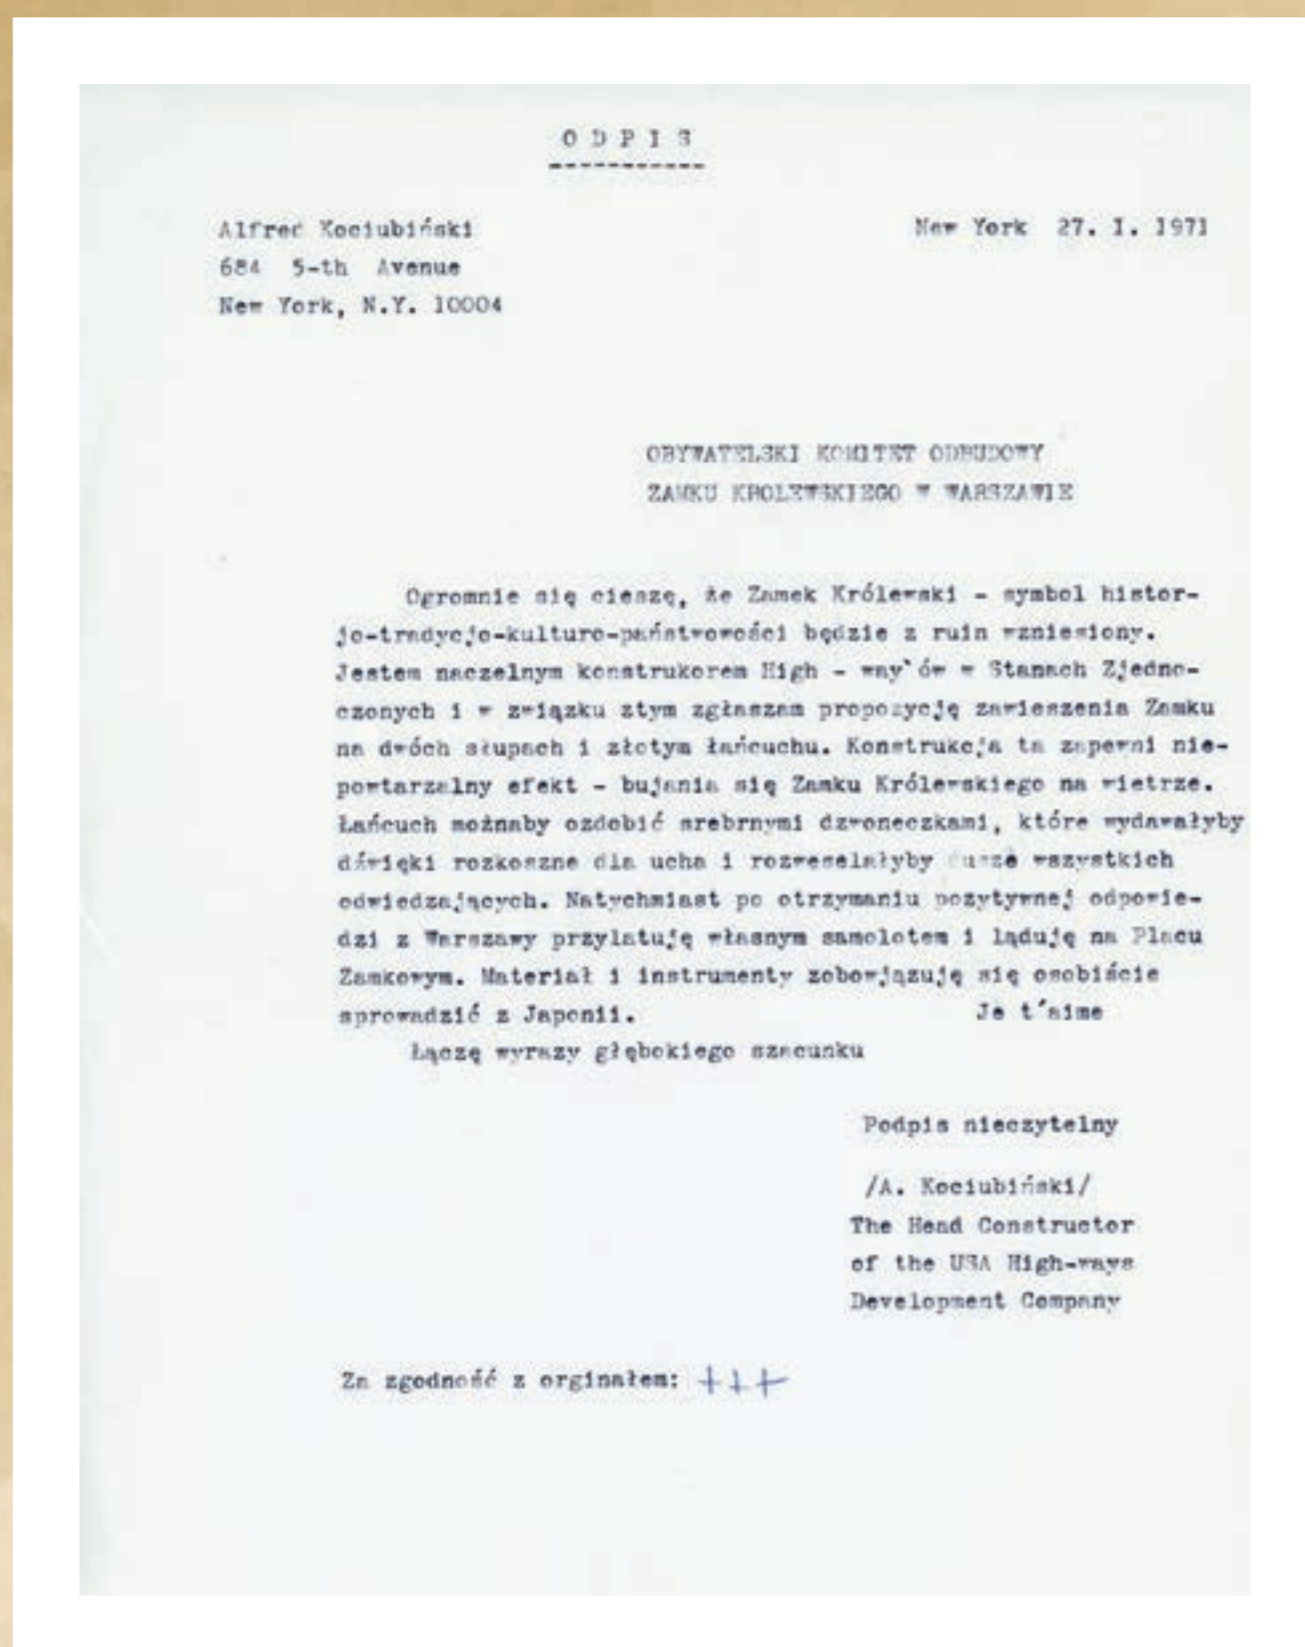 ODPIS
-----------
Alfred Kociubiński
New York 27. I. 1971
684 5-th Avenue
New York, N.Y. 10004
OBYWATELSKI KOMITET ODBUDOWY
ZAMKU KROLEWSKIEGO W WARSZAWIE
Ogromnie się cieszę, że Zamek Królewski - symbol histor-
jo-tradycjo-kulturo-państwowości będzie z ruin wzniesiony.
Jestem naczelnym konstrukorem High - way`ów w Stanach Zjedno-
czonych i w związku ztym zgłaszam propozycję zawieszenia Zamku
na dwóch słupach i złotym łańcuchu. Konstrukcja ta zapewni nie-
powtarzalny efekt - bujania się Zamku Królewskiego na wietrze.
Łańcuch możnaby ozdobić srebrnymi dzwoneczkami, które wydawałyby
dźwięki rozkoszne dla ucha i rozweselałyby dusze wszystkich
odwiedzających. Natychmiast po otrzymaniu pozytywnej odpowie-
dzi z Warszawy przylatuję własnym samolotem i ląduję na Placu
Zamkowym. Materiał i instrumenty zobowjązuję się osobiście
sprowadzić z Japonii. Je t´aime
Łączę wyrazy głębokiego szacunku
Podpis nieczytelny
/A. Kociubiński/
The Head Constructor
of the USA High-ways
Development Company
Za zgodność z orginałem: +++